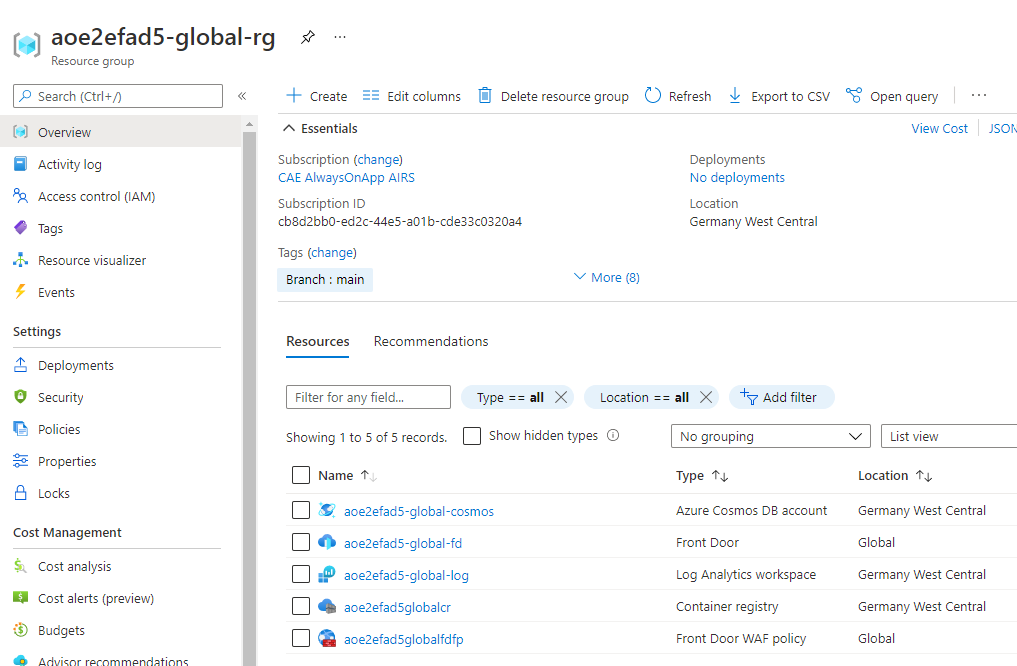 aoe2efad5-global-rg
Resource group
Search (Ctrl+/)
Overview
Activity log
Access control (IAM)
Tags
Resource visualizer
Events
Settings
Deployments
Security
Policies
Properties
Locks
Cost Management
Cost analysis
Cost alerts (preview)
Budgets
Advisor recommendations
Create Edit columns Delete resource group Refresh Export to CSV Open query
Essentials View Cost JSON
Subscription (change)
CAE AlwaysOnApp AIRS
Subscription ID
cb8d2bb0-ed2c-44e5-a01b-cde33c0320a4
Deployments
No deployments
Location
Germany West Central
Tags (change)
Branch : main
More (8)
Resources Recommendations
Filter for any field... Type == all Location == all Add filter
Showing 1 to 5 of 5 records. Show hidden types No grouping List view
Name Type Location
aoe2efad5-global-cosmos Azure Cosmos DB account Germany West Central
aoe2efad5-global-fd Front Door Global
aoe2efad5-global-log Log Analytics workspace Germany West Central
aoe2efad5globalcr Container registry Germany West Central
aoe2efad5globalfdfp Front Door WAF policy Global